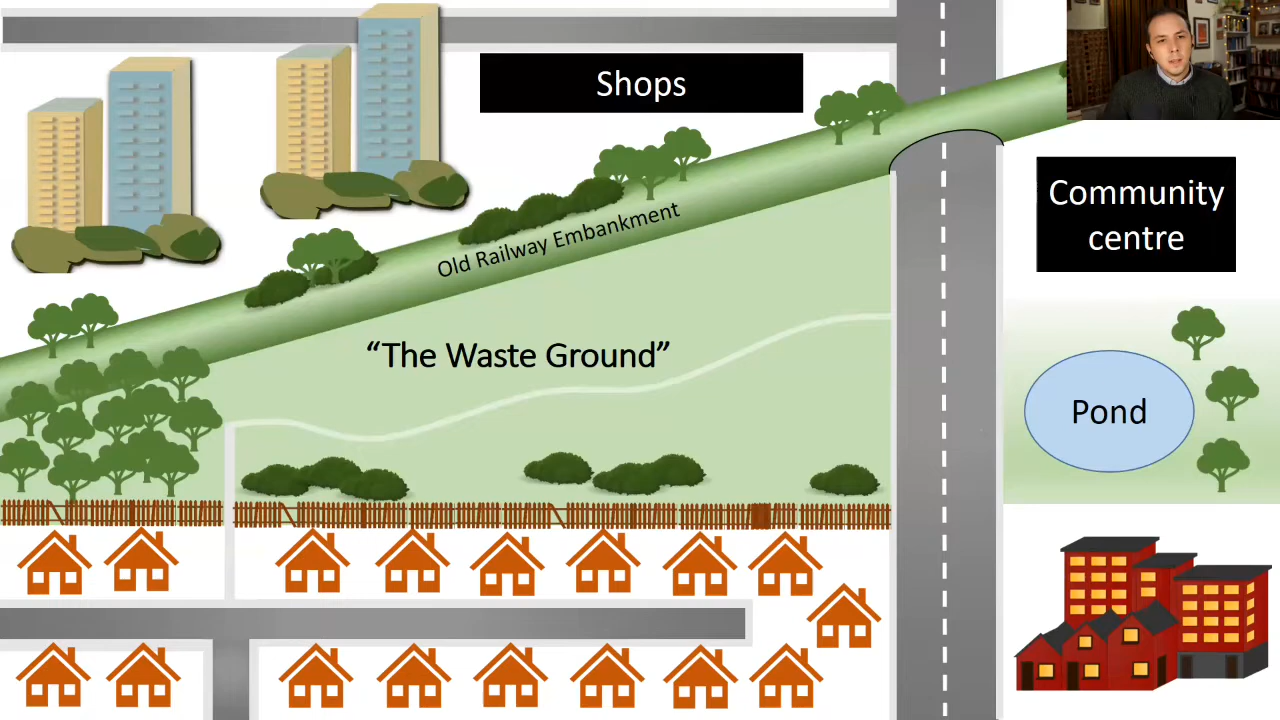 Shops
Old Railway Embankment
Community
centre
“The Waste Ground”
Pond